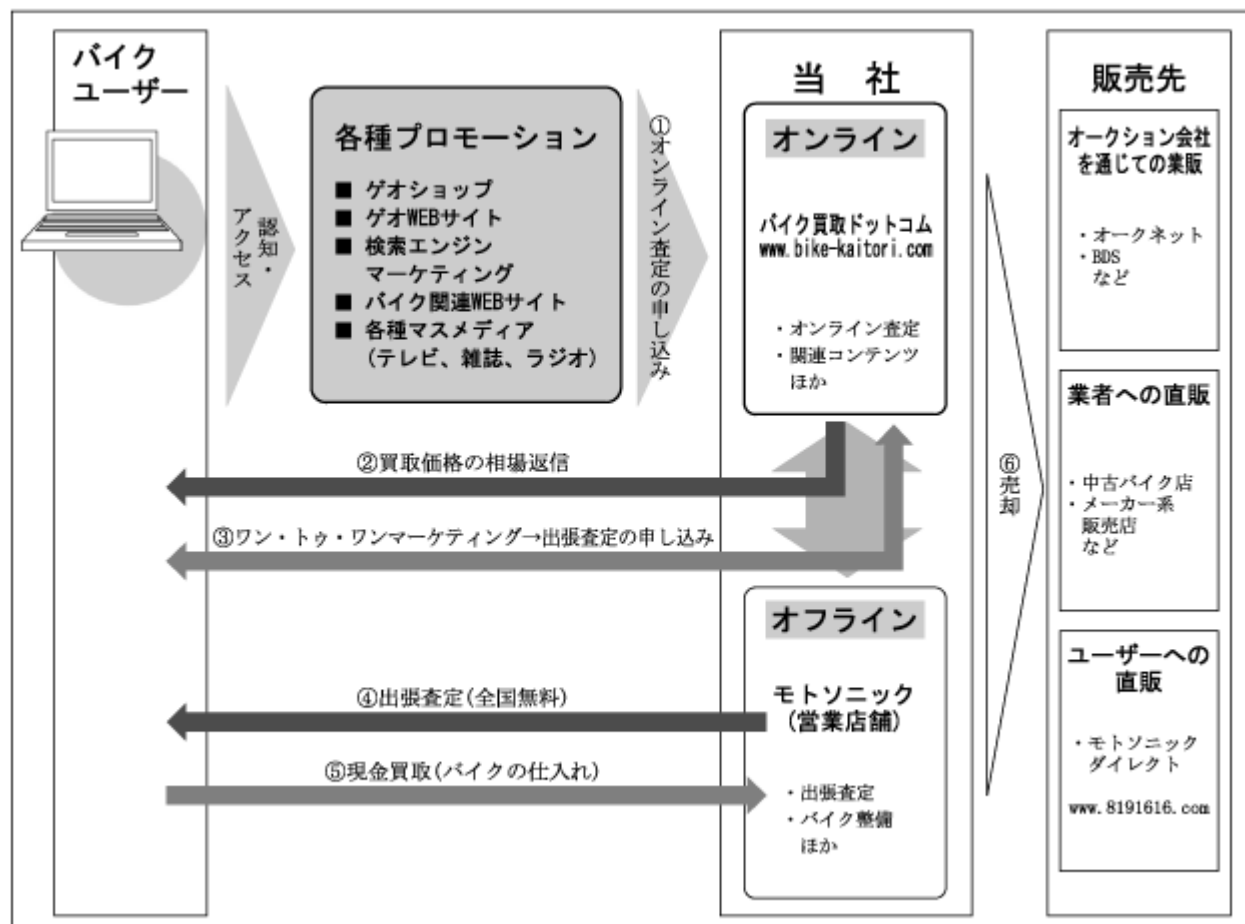 バイク
ユーザー
認知・
アクセス
各種プロモーション
■ ゲオショップ
■ ゲオWEBサイト
■ 検索エンジン
マーケティング
■ バイク関連WEBサイト
■ 各種マスメディア
(テレビ、雑誌、ラジオ)
①オンライン査定の申し込み
当 社
オンライン
バイク買取ドットコム
www.bike-kaitori.com
・オンライン査定
・関連コンテンツ
ほか
②買取価格の相場返信
③ワン・トゥ・ワンマーケティング→出張査定の申し込み
オフライン
モトソニック
(営業店舗)
・出張査定
・バイク整備
ほか
④出張査定(全国無料)
⑤現金買取(バイクの仕入れ)
⑥売却
販売先
オークション会社
を通じての業販
・オークネット
・BDS
など
業者への直販
・中古バイク店
・メーカー系
販売店
など
ユーザーへの
直販
・モトソニック
ダイレクト
www.8191616.com